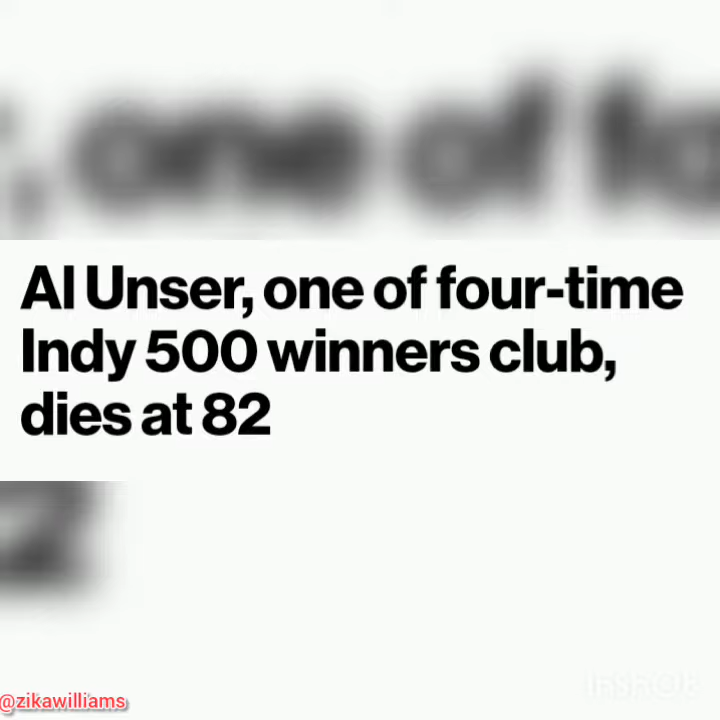 Al Unser, one of four-time
Indy 500 winners club,
dies at 82
@zikawilliams